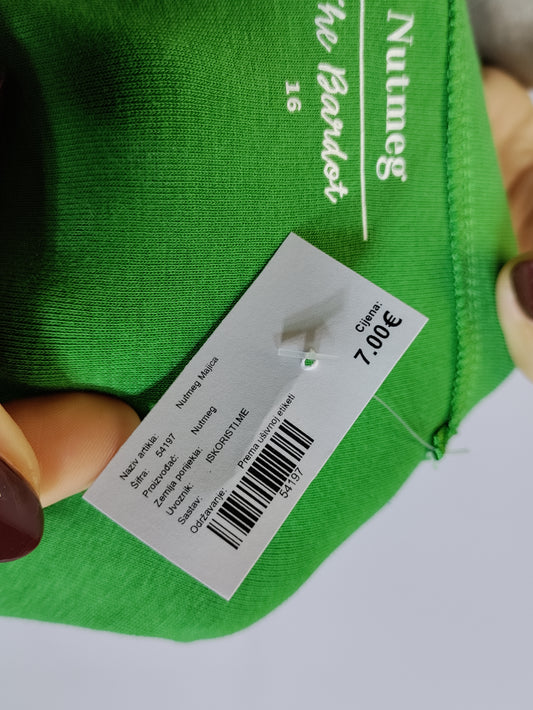 Nutmeg
The Bardot
16
Cijena:
7.00€
Naziv artikla: Nutmeg Majica
Šifra: 54197
Proizvođač: Nutmeg
Zemlja porijekla:
Uvoznik: ISKORISTI.ME
Sastav:
Održavanje: Prema ušivnoj etiketi
54197